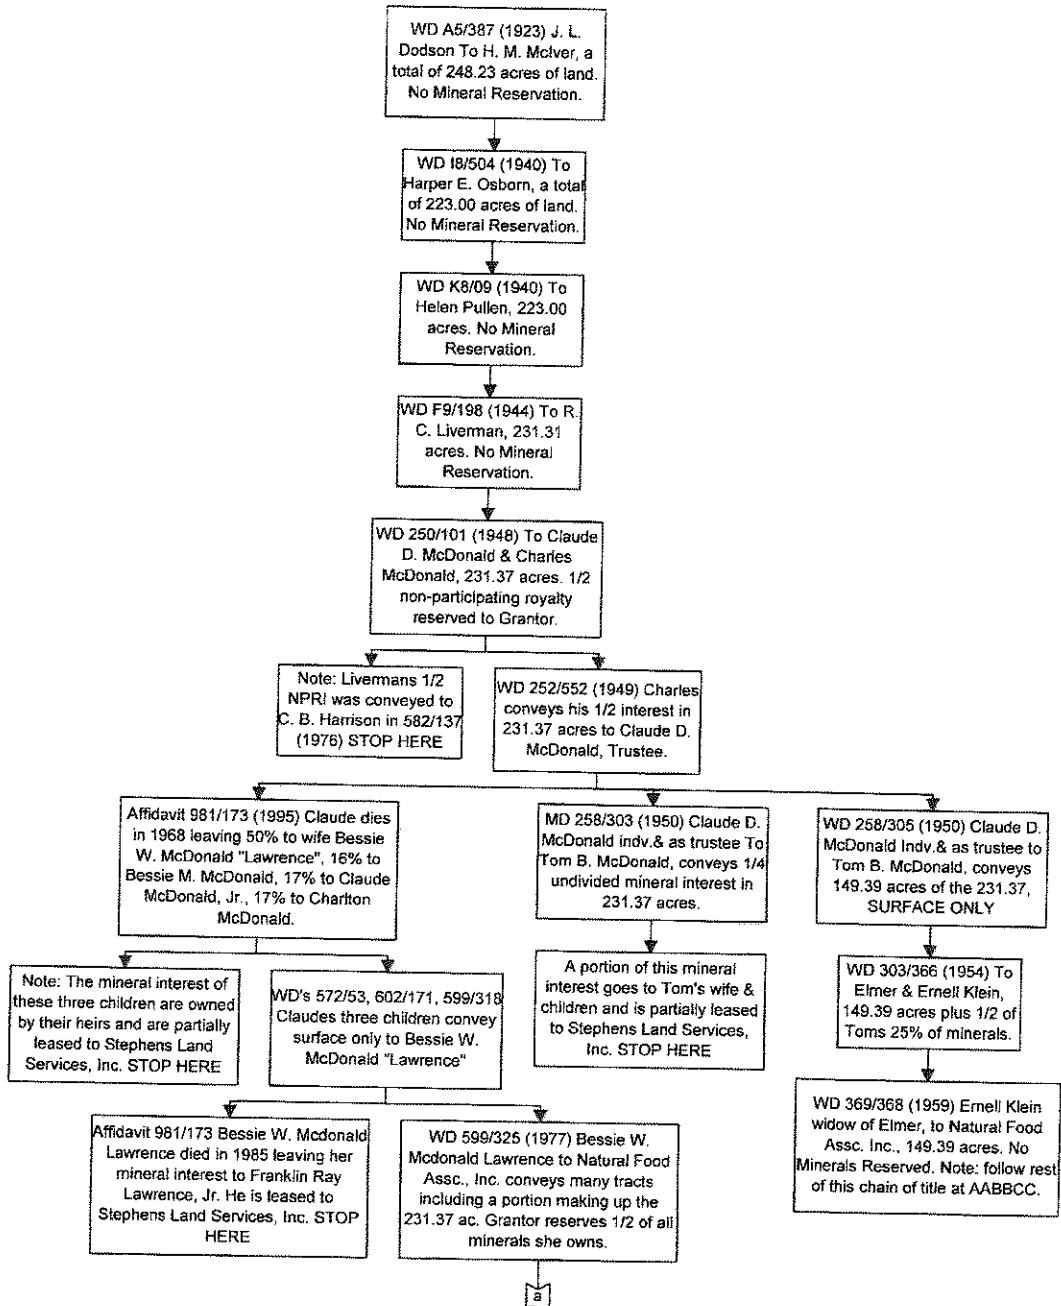 WD A5/387 (1923) J. L.
Dodson To H. M. McIver, a
total of 248.23 acres of land.
No Mineral Reservation.
WD I8/504 (1940) To
Harper E. Osborn, a total
of 223.00 acres of land.
No Mineral Reservation.
WD K8/09 (1940) To
Helen Pullen, 223.00
acres. No Mineral
Reservation.
WD F9/198 (1944) To R.
C. Liverman, 231.31
acres. No Mineral
Reservation.
WD 250/101 (1948) To Claude
D. McDonald & Charles
McDonald, 231.37 acres. 1/2
non-participating royalty
reserved to Grantor.
Note: Livermans 1/2
NPRI was conveyed to
C. B. Harrison in 582/137
(1976) STOP HERE
WD 252/552 (1949) Charles
conveys his 1/2 interest in
231.37 acres to Claude D.
McDonald, Trustee.
Affidavit 981/173 (1995) Claude dies
in 1968 leaving 50% to wife Bessie
W. McDonald "Lawrence", 16% to
Bessie M. McDonald, 17% to Claude
McDonald, Jr., 17% to Charlton
McDonald.
MD 258/303 (1950) Claude D.
McDonald indv.& as trustee To
Tom B. McDonald, conveys 1/4
undivided mineral interest in
231.37 acres.
WD 258/305 (1950) Claude D.
McDonald Indv.& as trustee to
Tom B. McDonald, conveys
149.39 acres of the 231.37,
SURFACE ONLY
Note: The mineral interest of
these three children are owned
by their heirs and are partially
leased to Stephens Land
Services, Inc. STOP HERE
WD's 572/53, 602/171, 599/318
Claudes three children convey
surface only to Bessie W.
McDonald "Lawrence"
A portion of this mineral
interest goes to Tom's wife &
children and is partially leased
to Stephens Land Services,
Inc. STOP HERE
WD 303/366 (1954) To
Elmer & Ernell Klein,
149.39 acres plus 1/2 of
Toms 25% of minerals.
Affidavit 981/173 Bessie W. Mcdonald
Lawrence died in 1985 leaving her
mineral interest to Franklin Ray
Lawrence, Jr. He is leased to
Stephens Land Services, Inc. STOP
HERE
WD 599/325 (1977) Bessie W.
Mcdonald Lawrence to Natural Food
Assc., Inc. conveys many tracts
including a portion making up the
231.37 ac. Grantor reserves 1/2 of all
minerals she owns.
WD 369/368 (1959) Ernell Klein
widow of Elmer, to Natural Food
Assc. Inc., 149.39 acres. No
Minerals Reserved. Note: follow rest
of this chain of title at AABBCC.
a